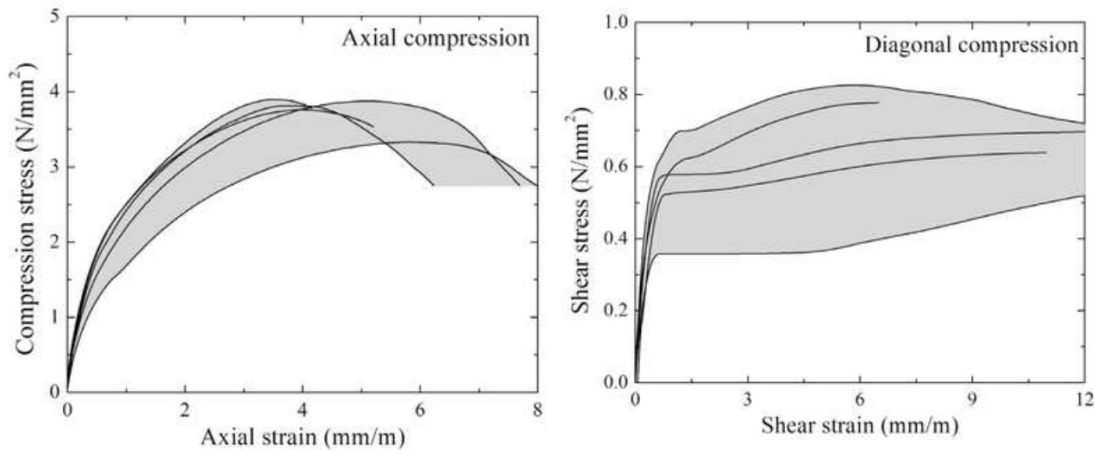 Axial compression
Compression stress (N/mm²)
5
4
3
2
1
0
0 2 4 6 8
Axial strain (mm/m)
Diagonal compression
Shear stress (N/mm²)
1.0
0.8
0.6
0.4
0.2
0.0
0 3 6 9 12
Shear strain (mm/m)